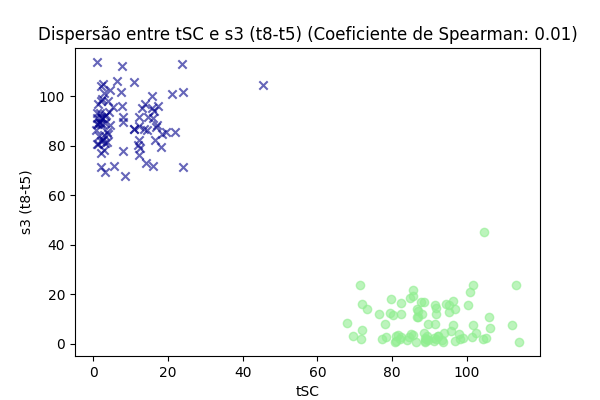 Dispersão entre tSC e s3 (t8-t5) (Coeficiente de Spearman: 0.01)
100
80
60
40
20
0
s3 (t8-t5)
0 20 40 60 80 100
tSC